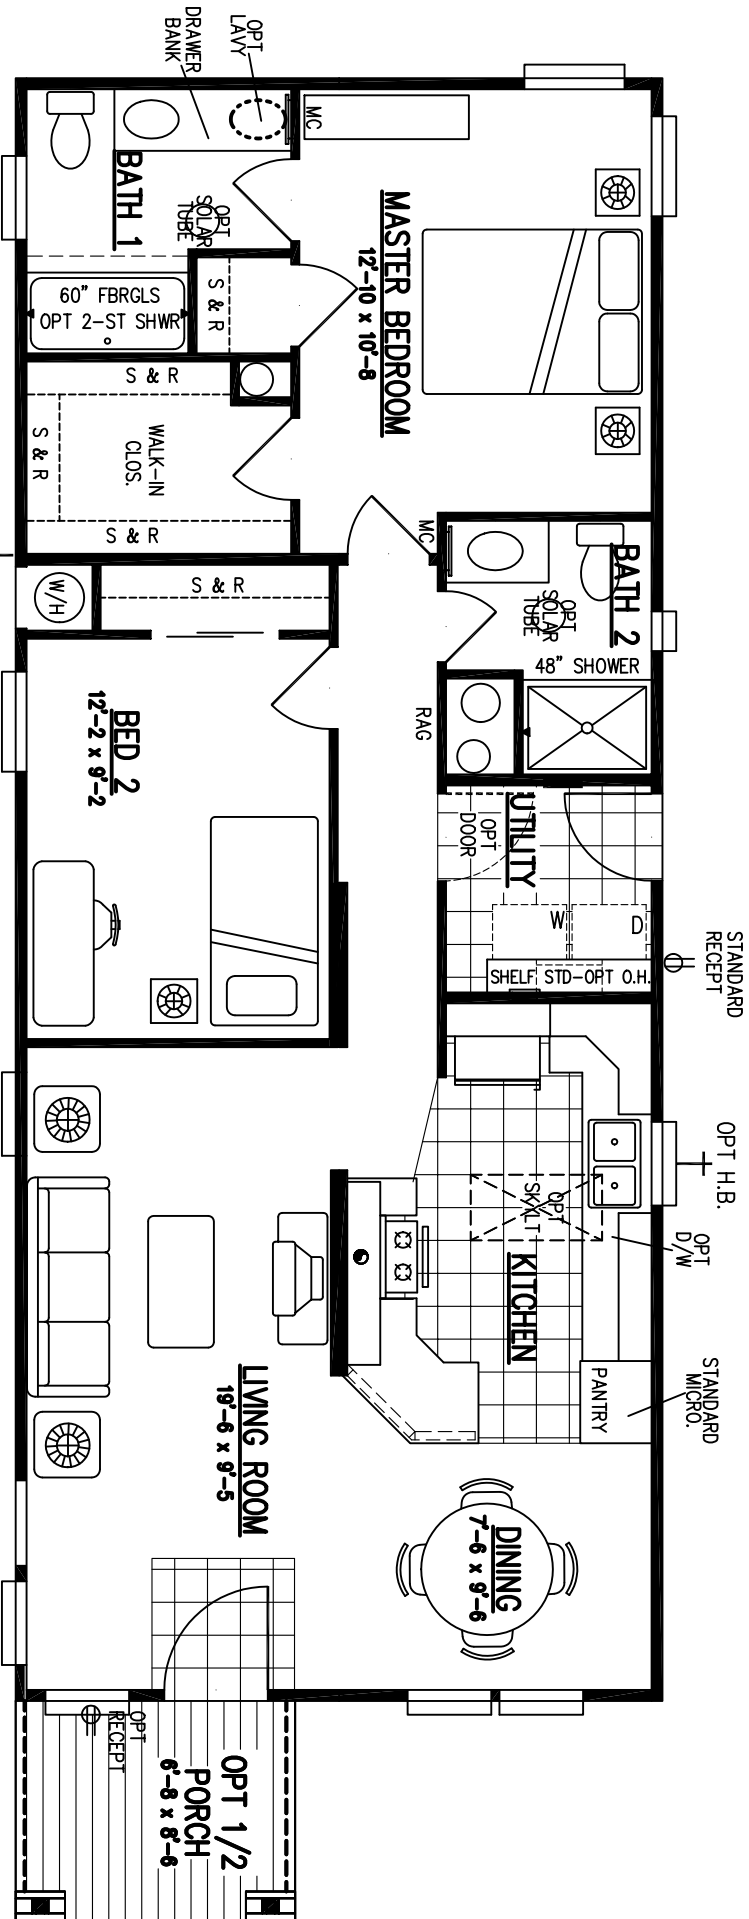 OPT
LAVY
DRAWER
BANK
MC
BATH 1
OPT
SOLAR
TUBE
60" FBRGLS
OPT 2-ST SHWR
S & R
MASTER BEDROOM
12'-10 x 10'-8
S & R
S & R
WALK-IN
CLOS.
S & R
MC
BATH 2
OPT
SOLAR
TUBE
48" SHOWER
W/H
S & R
RAG
BED 2
12'-2 x 9'-2
UTILITY
OPT
DOOR
W
D
SHELF STD-OPT O.H.
STANDARD
RECEPT
OPT H.B.
OPT
D/W
OPT
SKYLT
KITCHEN
STANDARD
MICRO.
PANTRY
LIVING ROOM
19'-6 x 9'-5
DINING
7'-6 x 9'-6
OPT
RECEPT
OPT 1/2
PORCH
6'-8 x 8'-6